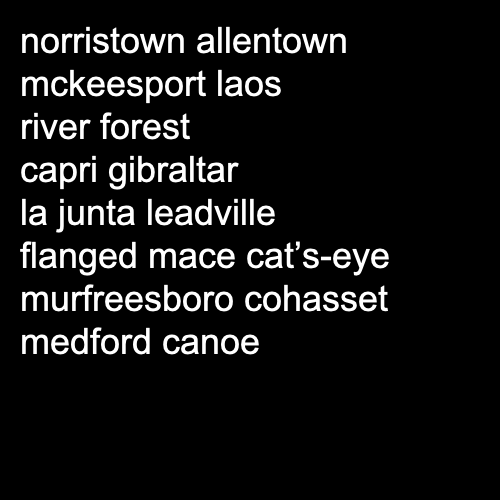 norristown allentown
mckeesport laos
river forest
capri gibraltar
la junta leadville
flanged mace cat’s-eye
murfreesboro cohasset
medford canoe